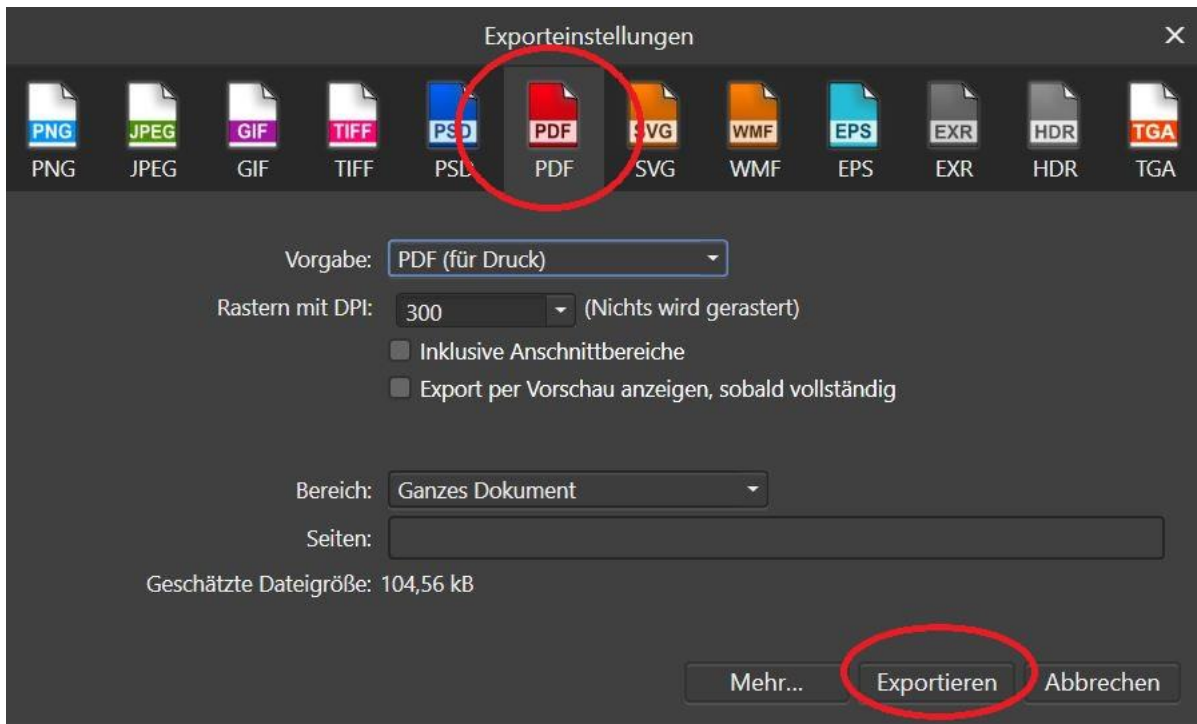 Exporteinstellungen
PNG JPEG GIF TIFF PSD PDF SVG WMF EPS EXR HDR TGA
PNG JPEG GIF TIFF PSD PDF SVG WMF EPS EXR HDR TGA
Vorgabe: PDF (für Druck)
Rastern mit DPI: 300 (Nichts wird gerastert)
Inklusive Anschnittbereiche
Export per Vorschau anzeigen, sobald vollständig
Bereich: Ganzes Dokument
Seiten:
Geschätzte Dateigröße: 104,56 kB
Mehr... Exportieren Abbrechen